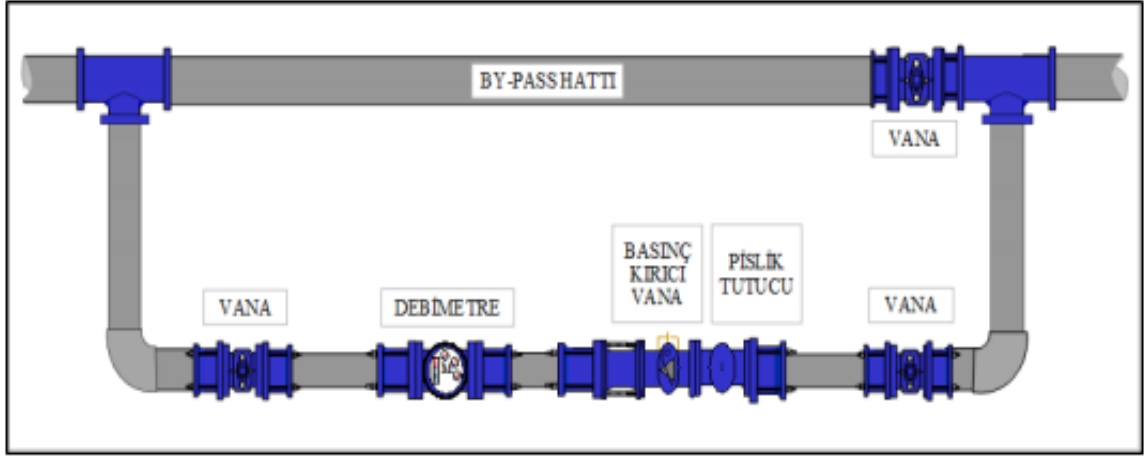 BY-PASS HATTI
VANA
BASINÇ
KIRICI
VANA
PİSLİK
TUTUCU
VANA
DEBİMETRE
VANA